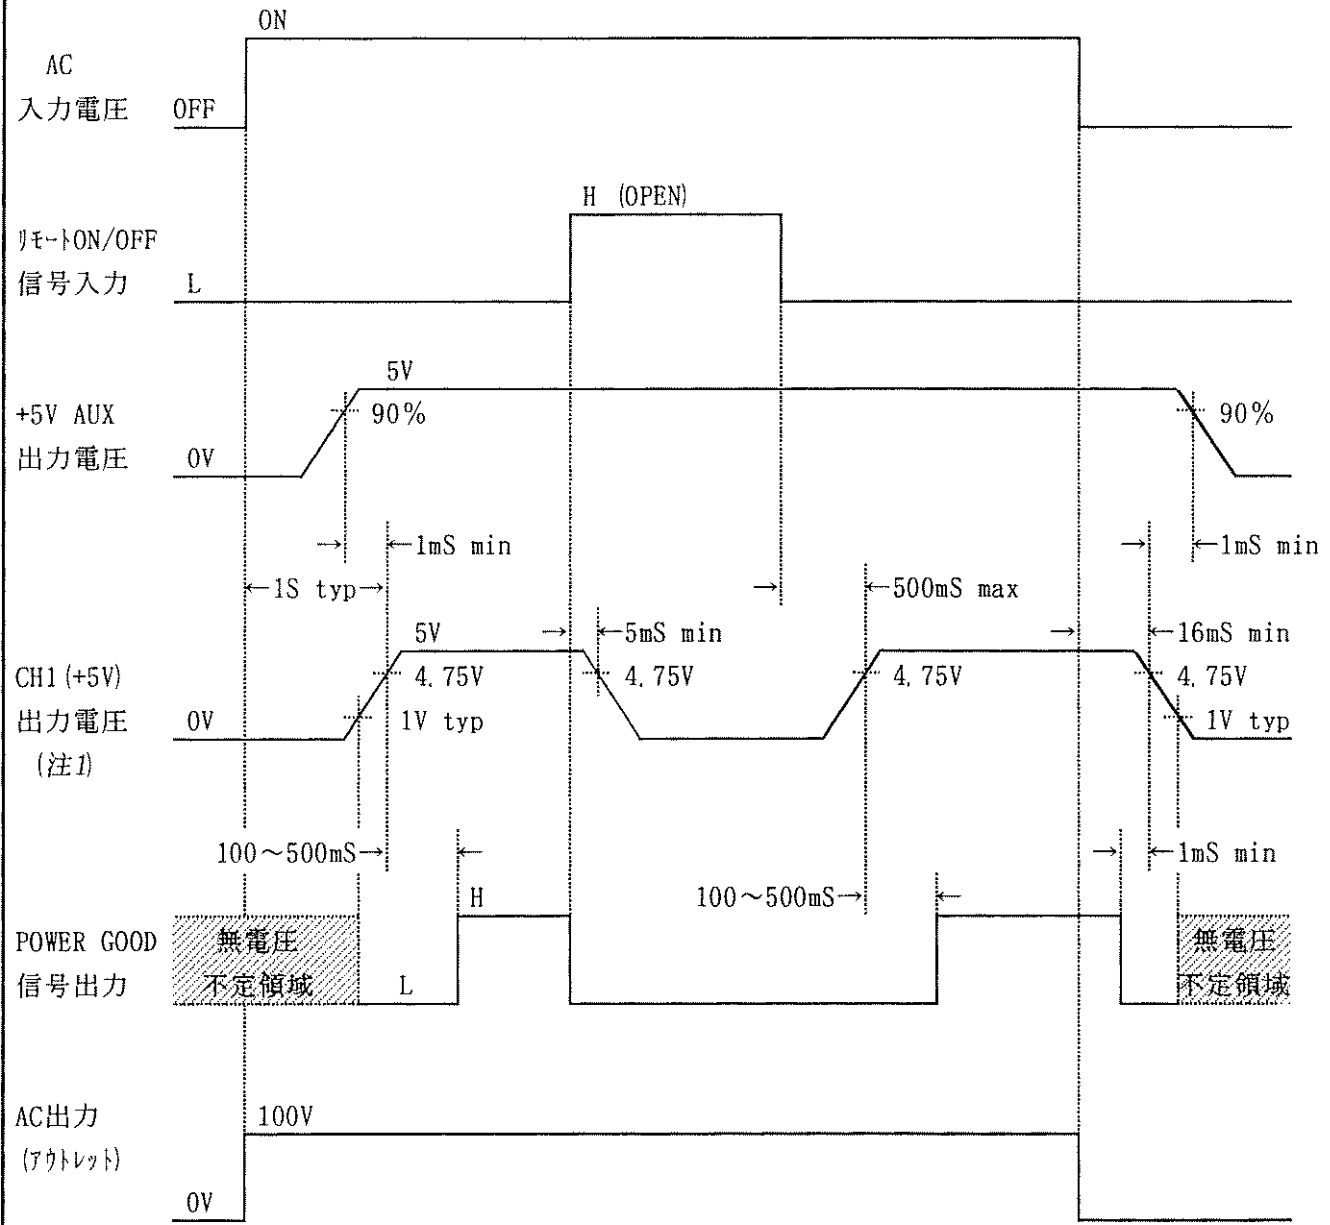 ON
AC
入力電圧 OFF
H (OPEN)
リモートON/OFF
信号入力 L
5V
+5V AUX 90% 90%
出力電圧 0V
1mS min 1mS min
1S typ 500mS max
5V 5mS min 16mS min
CH1(+5V) 4.75V 4.75V 4.75V 4.75V
出力電圧 0V 1V typ 1V typ
(注1)
100～500mS 1mS min
H 100～500mS
POWER GOOD 無電圧 無電圧
信号出力 不定領域 L 不定領域
AC出力 100V
(アウトレット)
0V